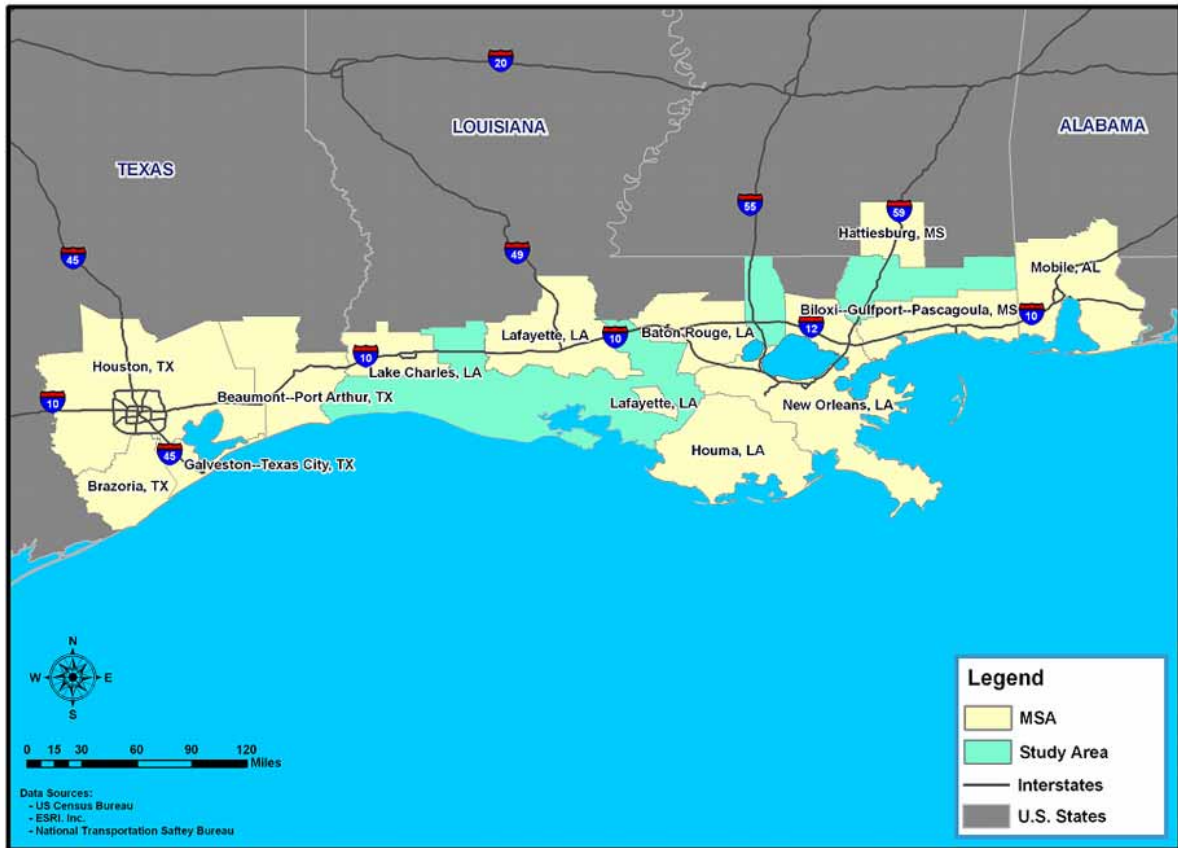 20
LOUISIANA
ALABAMA
TEXAS
55
59
Hattiesburg, MS
45
49
Mobile, AL
Biloxi--Gulfport--Pascagoula, MS
10
12
Lafayette, LA
10
Baton Rouge, LA
10
Houston, TX
Lake Charles, LA
Beaumont--Port Arthur, TX
10
Lafayette, LA
New Orleans, LA
45
Galveston--Texas City, TX
Houma, LA
Brazoria, TX
N
W
E
S
0 15 30 60 90 120
Miles
Data Sources:
- US Census Bureau
- ESRI. Inc.
- National Transportation Saftey Bureau
Legend
MSA
Study Area
Interstates
U.S. States